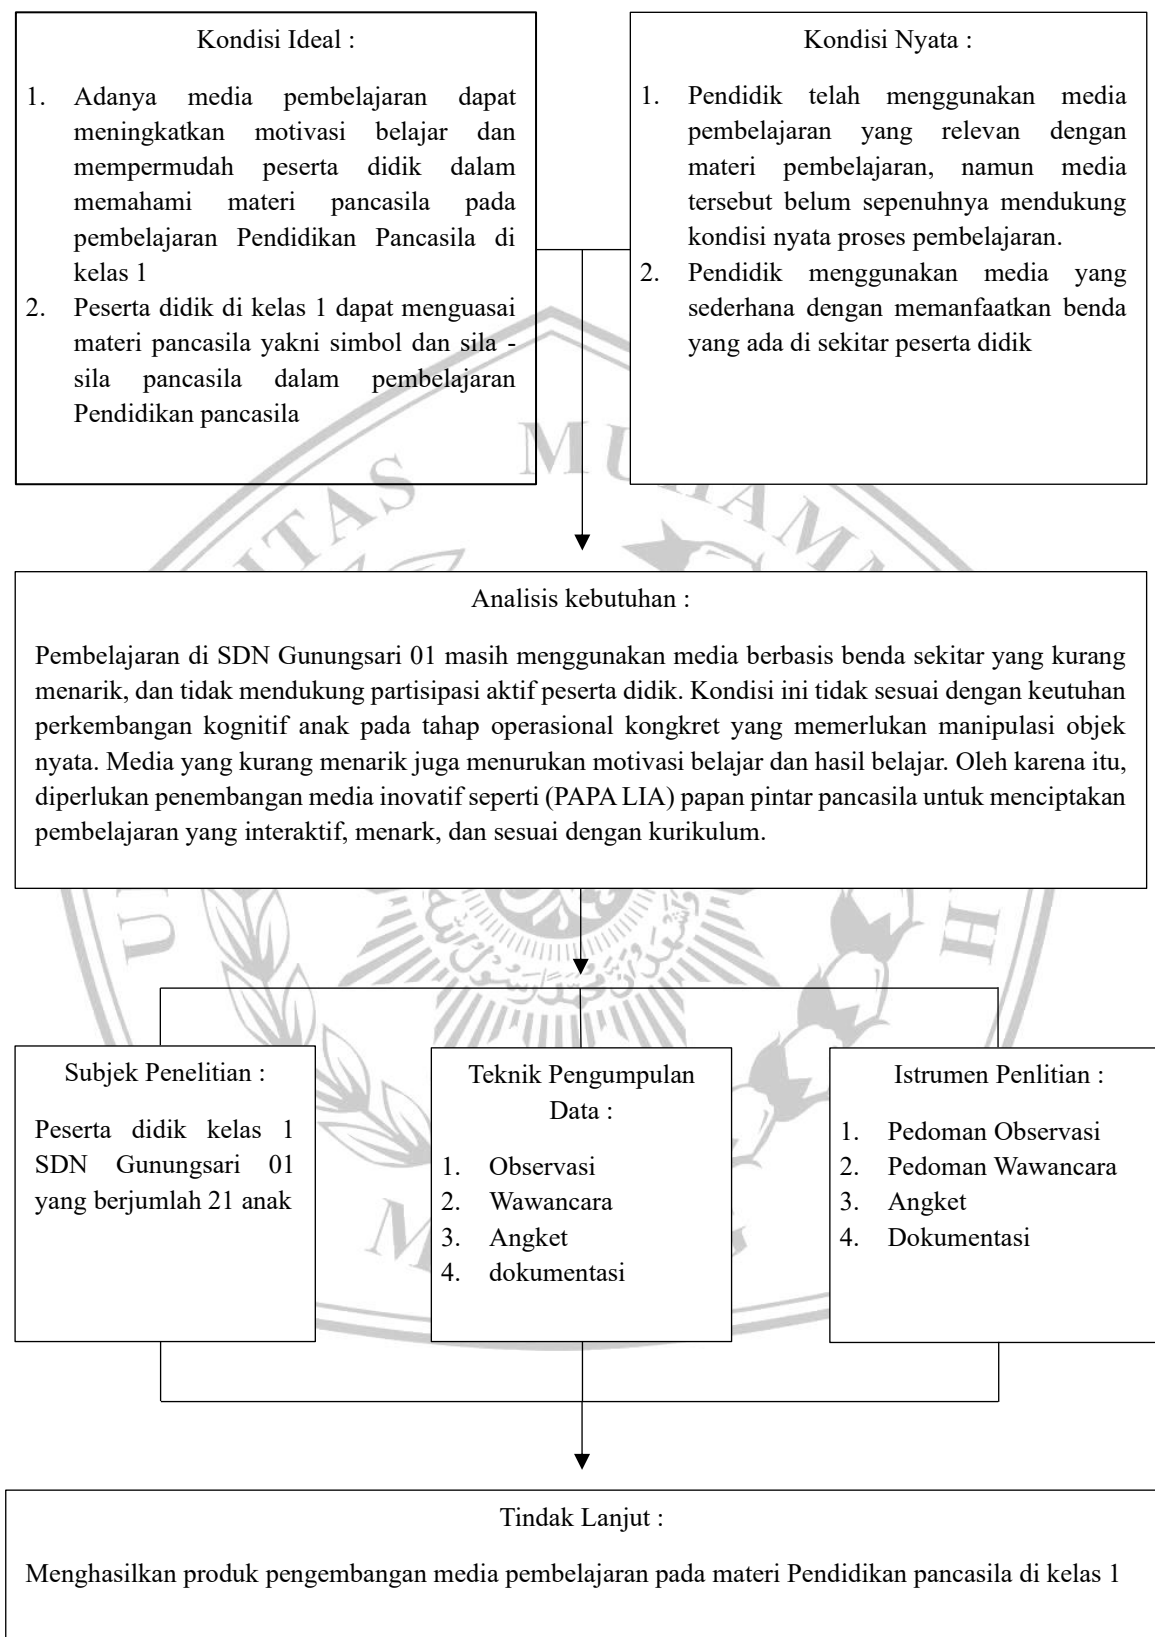 Kondisi Ideal :
1. Adanya media pembelajaran dapat
meningkatkan motivasi belajar dan
mempermudah peserta didik dalam
memahami materi pancasila pada
pembelajaran Pendidikan Pancasila di
kelas 1
2. Peserta didik di kelas 1 dapat menguasai
materi pancasila yakni simbol dan sila -
sila pancasila dalam pembelajaran
Pendidikan pancasila
Kondisi Nyata :
1. Pendidik telah menggunakan media
pembelajaran yang relevan dengan
materi pembelajaran, namun media
tersebut belum sepenuhnya mendukung
kondisi nyata proses pembelajaran.
2. Pendidik menggunakan media yang
sederhana dengan memanfaatkan benda
yang ada di sekitar peserta didik
Analisis kebutuhan :
Pembelajaran di SDN Gunungsari 01 masih menggunakan media berbasis benda sekitar yang kurang
menarik, dan tidak mendukung partisipasi aktif peserta didik. Kondisi ini tidak sesuai dengan keutuhan
perkembangan kognitif anak pada tahap operasional kongkret yang memerlukan manipulasi objek
nyata. Media yang kurang menarik juga menurukan motivasi belajar dan hasil belajar. Oleh karena itu,
diperlukan penembangan media inovatif seperti (PAPA LIA) papan pintar pancasila untuk menciptakan
pembelajaran yang interaktif, menark, dan sesuai dengan kurikulum.
Subjek Penelitian :
Peserta didik kelas 1
SDN Gunungsari 01
yang berjumlah 21 anak
Teknik Pengumpulan
Data :
1. Observasi
2. Wawancara
3. Angket
4. dokumentasi
Istrumen Penlitian :
1. Pedoman Observasi
2. Pedoman Wawancara
3. Angket
4. Dokumentasi
Tindak Lanjut :
Menghasilkan produk pengembangan media pembelajaran pada materi Pendidikan pancasila di kelas 1